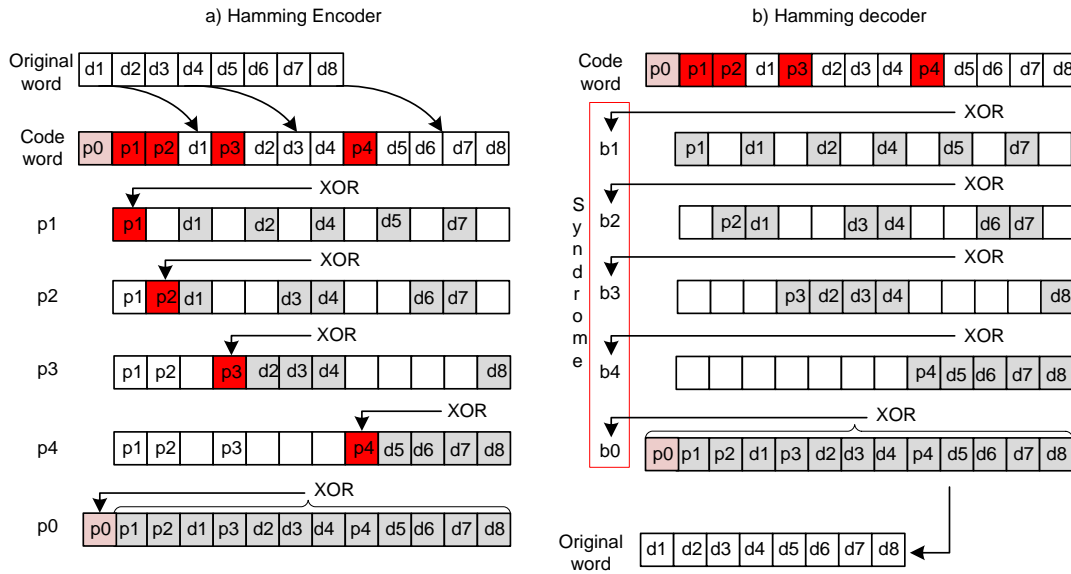 a) Hamming Encoder
Original word
d1 d2 d3 d4 d5 d6 d7 d8
Code word
p0 p1 p2 d1 p3 d2 d3 d4 p4 d5 d6 d7 d8
XOR
p1
p1 d1 d2 d4 d5 d7
XOR
p2
p1 p2 d1 d3 d4 d6 d7
XOR
p3
p1 p2 p3 d2 d3 d4 d8
XOR
p4
p1 p2 p3 p4 d5 d6 d7 d8
XOR
p0
p0 p1 p2 d1 p3 d2 d3 d4 p4 d5 d6 d7 d8
b) Hamming decoder
Code word
p0 p1 p2 d1 p3 d2 d3 d4 p4 d5 d6 d7 d8
Syndrome
XOR
b1
p1 d1 d2 d4 d5 d7
XOR
b2
p2 d1 d3 d4 d6 d7
XOR
b3
p3 d2 d3 d4 d8
XOR
b4
p4 d5 d6 d7 d8
XOR
b0
p0 p1 p2 d1 p3 d2 d3 d4 p4 d5 d6 d7 d8
Original word
d1 d2 d3 d4 d5 d6 d7 d8